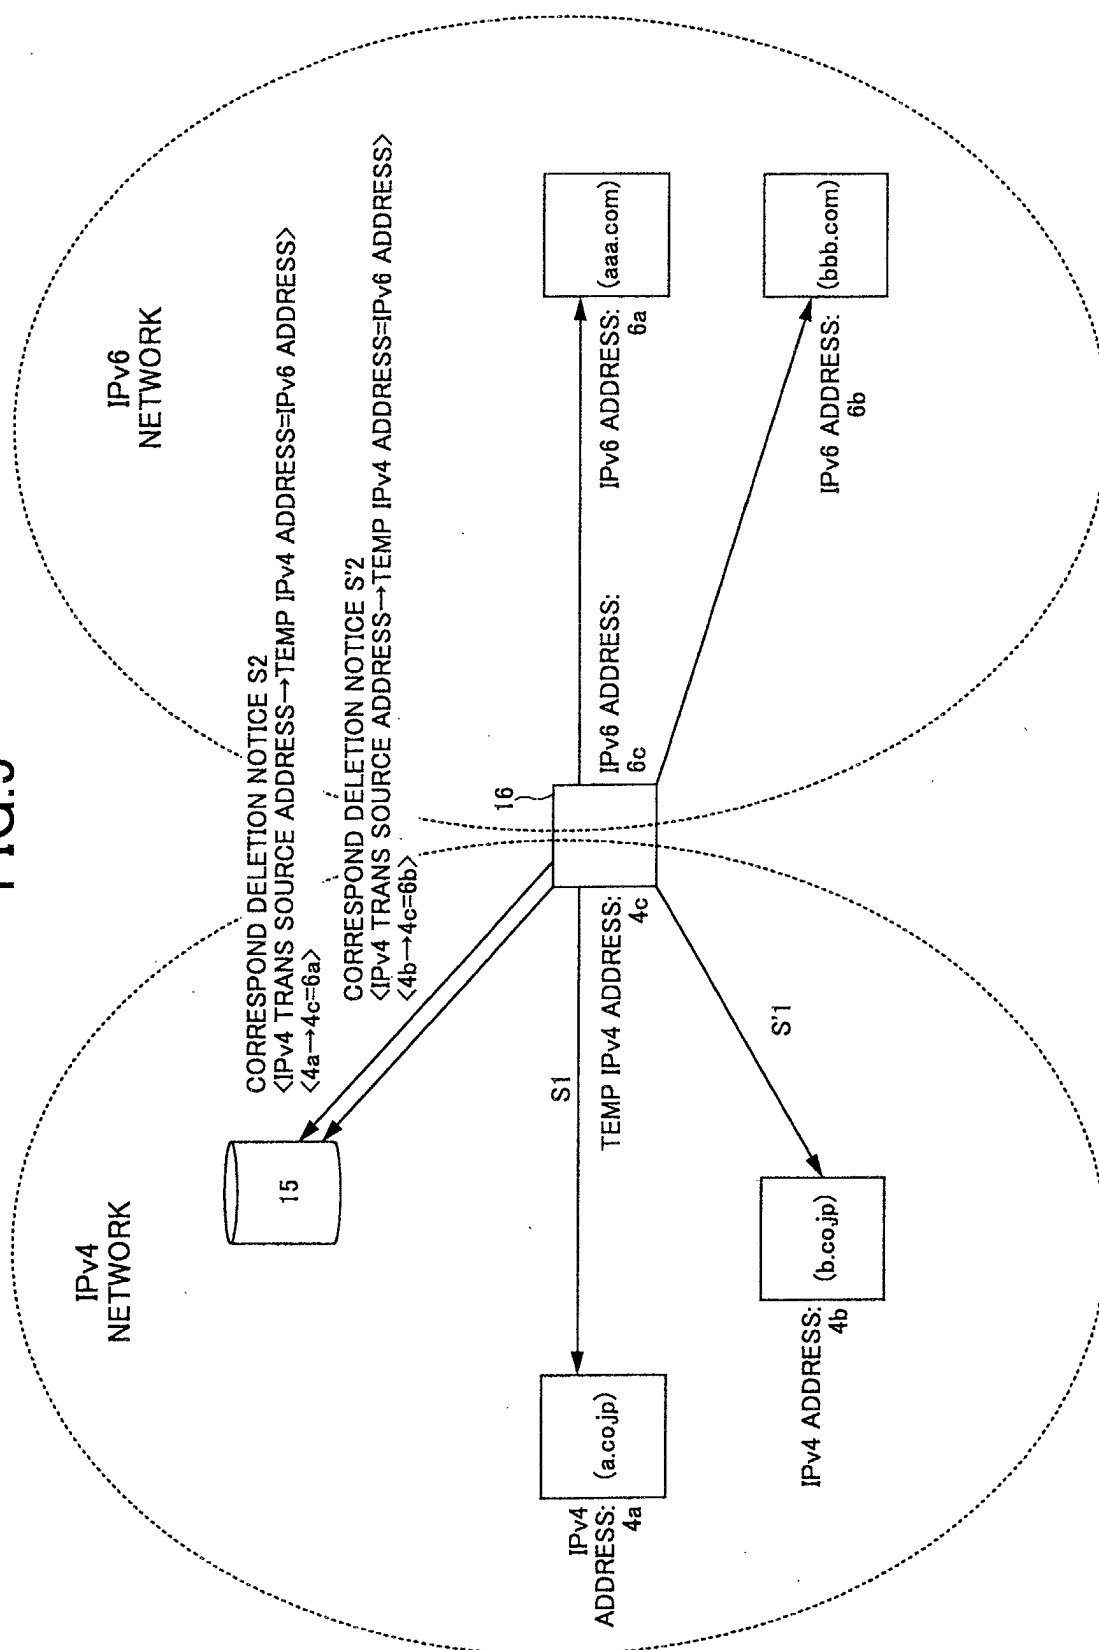 FIG.
IPv4
NETWORK
IPv6
NETWORK
15
CORRESPOND DELETION NOTICE S2
<IPv4 TRANS SOURCE ADDRESS→TEMP IPv4 ADDRESS=IPv6 ADDRESS>
<4a→4c=6a>
CORRESPOND DELETION NOTICE S'2
<IPv4 TRANS SOURCE ADDRESS→TEMP IPv4 ADDRESS=IPv6 ADDRESS>
<4b→4c=6b>
16
S1
(a.co.jp)
IPv4
ADDRESS:
4a
TEMP IPv4 ADDRESS:
4c
IPv6 ADDRESS:
6c
IPv6 ADDRESS:
6a
(aaa.com)
S'1
IPv4 ADDRESS:
4b
(b.co.jp)
IPv6 ADDRESS:
6b
(bbb.com)